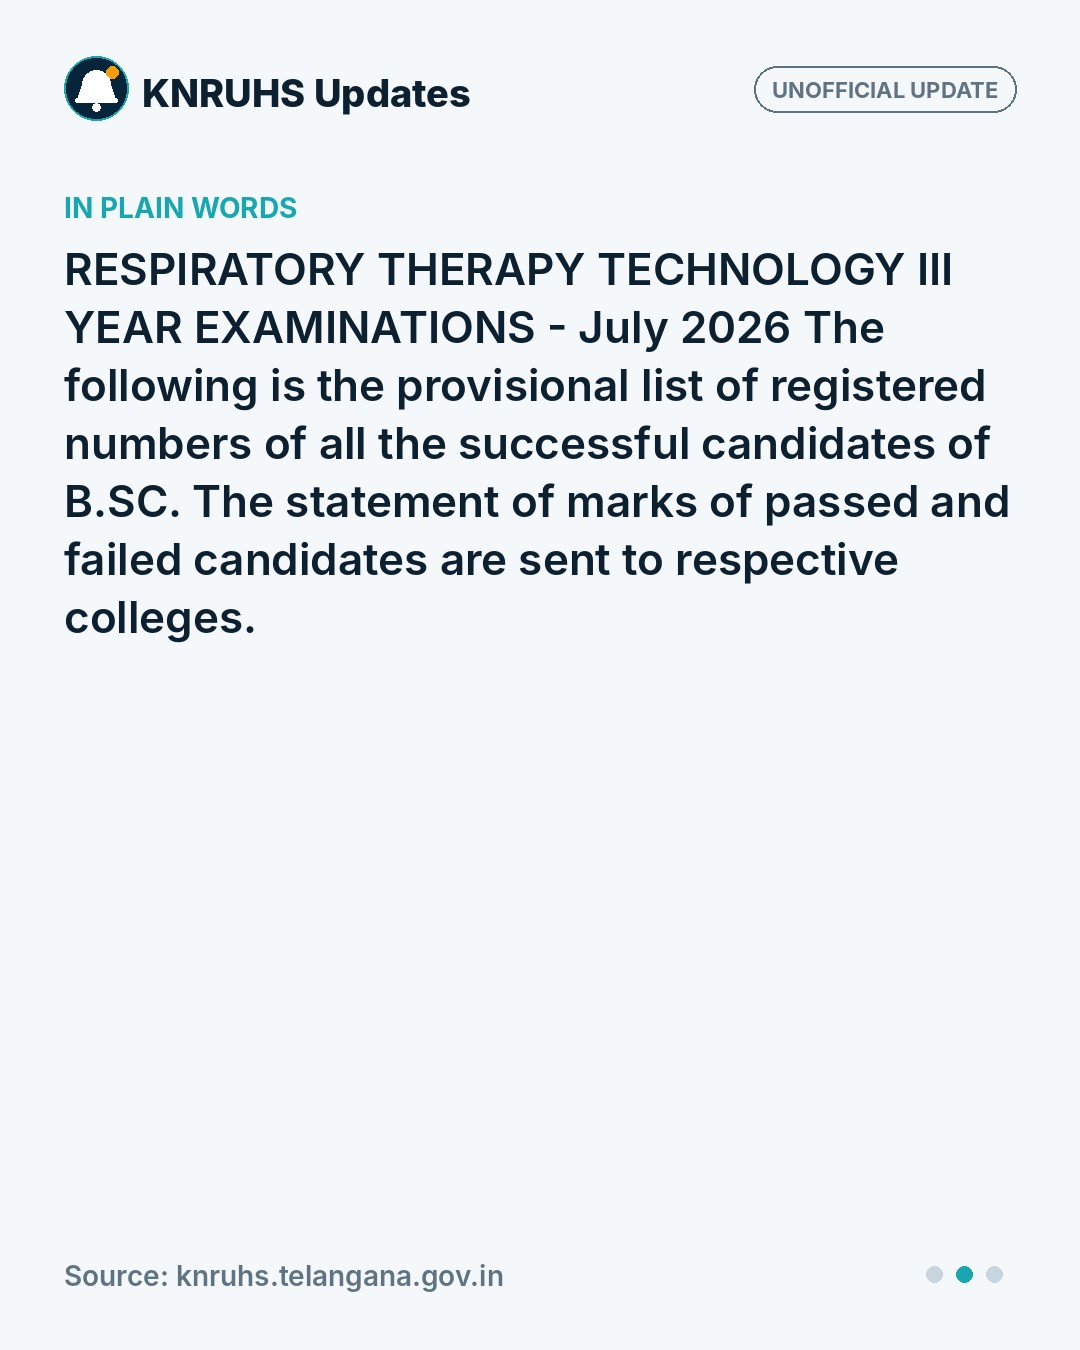 KNRUHS Updates
UNOFFICIAL UPDATE
IN PLAIN WORDS
RESPIRATORY THERAPY TECHNOLOGY III
YEAR EXAMINATIONS - July 2026 The
following is the provisional list of registered
numbers of all the successful candidates of
B.SC. The statement of marks of passed and
failed candidates are sent to respective
colleges.
Source: knruhs.telangana.gov.in